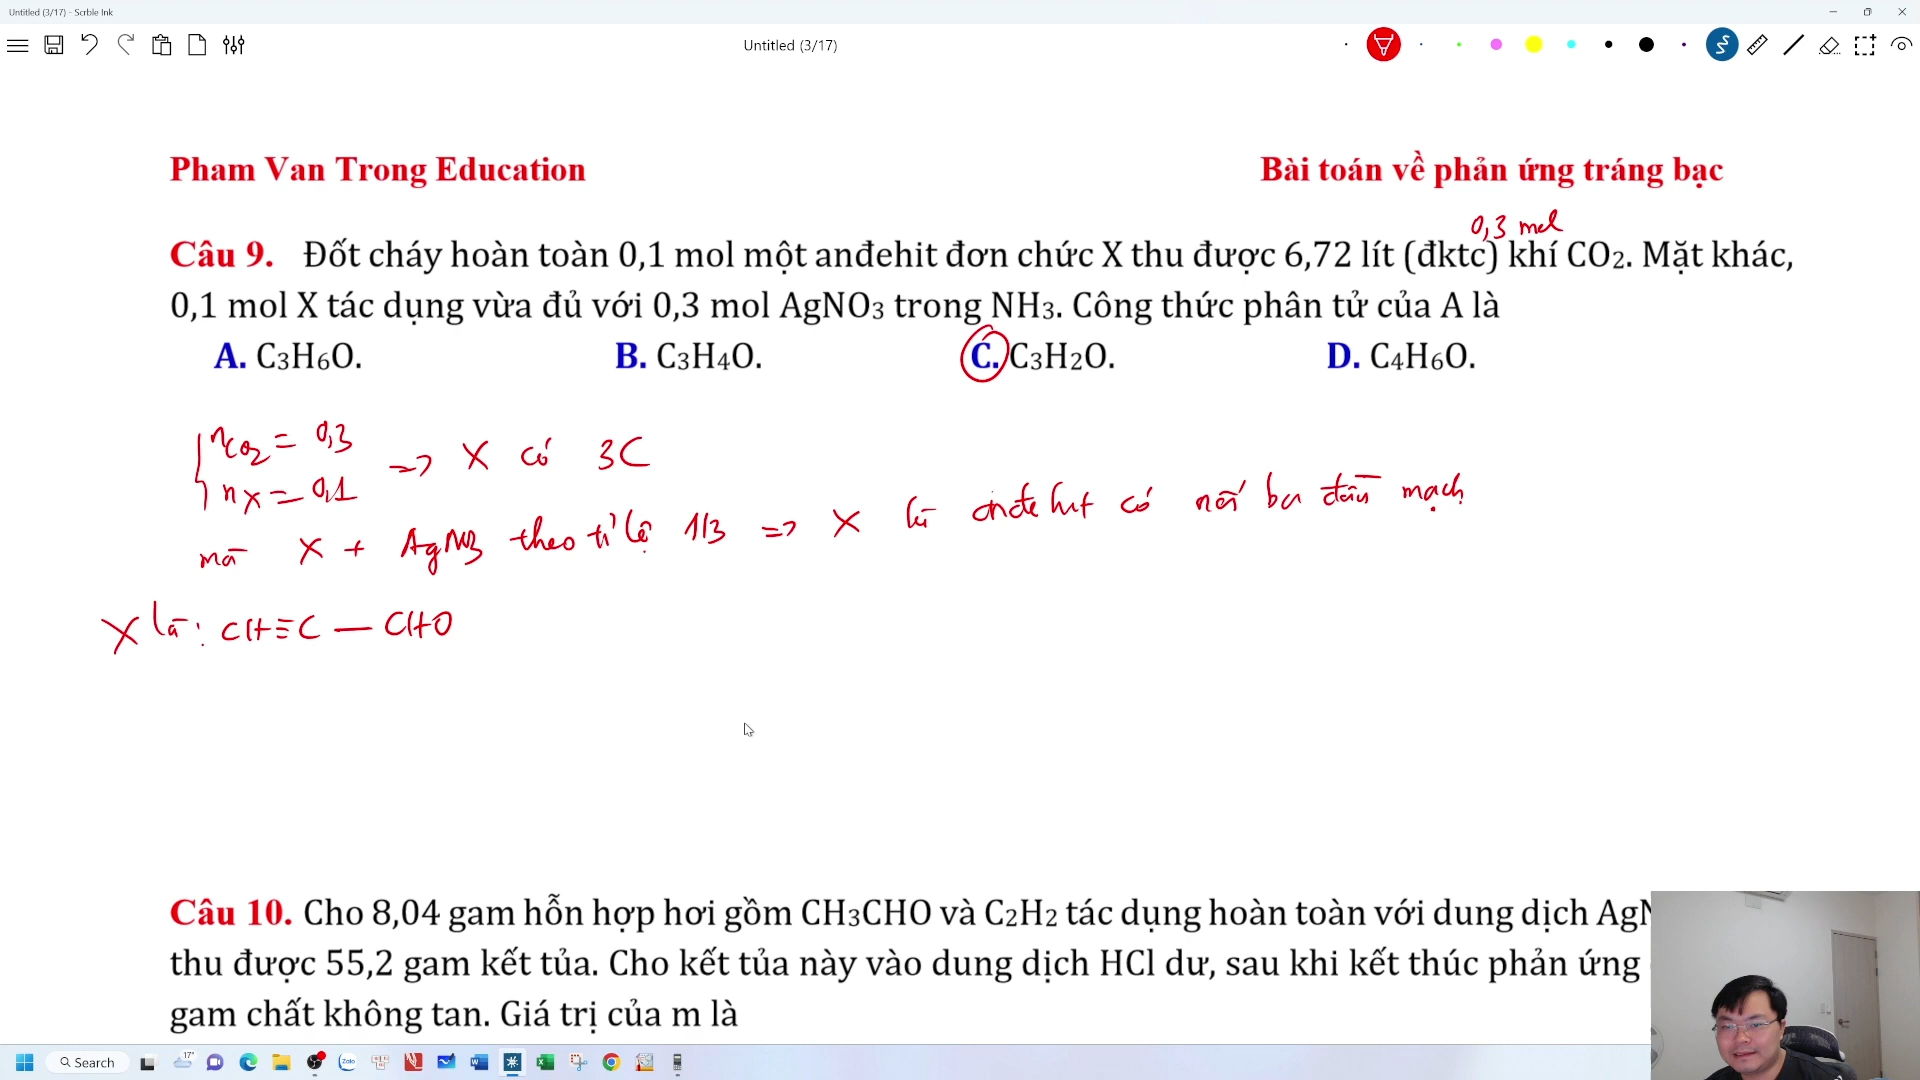 Untitled (3/17) - Scrble Ink
Untitled (3/17)
Pham Van Trong Education
Bài toán về phản ứng tráng bạc
0,3 mol
Câu 9. Đốt cháy hoàn toàn 0,1 mol một anđehit đơn chức X thu được 6,72 lít (đktc) khí CO2. Mặt khác,
0,1 mol X tác dụng vừa đủ với 0,3 mol AgNO3 trong NH3. Công thức phân tử của A là
A. C3H6O. B. C3H4O. C. C3H2O. D. C4H6O.
nCO2 = 0,3
nX = 0,1
=> X có 3C
mà X + AgNO3 theo tỉ lệ 1:3 => X là anđehit có nối ba đầu mạch
X là: CH≡C — CHO
Câu 10. Cho 8,04 gam hỗn hợp hơi gồm CH3CHO và C2H2 tác dụng hoàn toàn với dung dịch AgN
thu được 55,2 gam kết tủa. Cho kết tủa này vào dung dịch HCl dư, sau khi kết thúc phản ứng
gam chất không tan. Giá trị của m là
17°
Search
Zalo